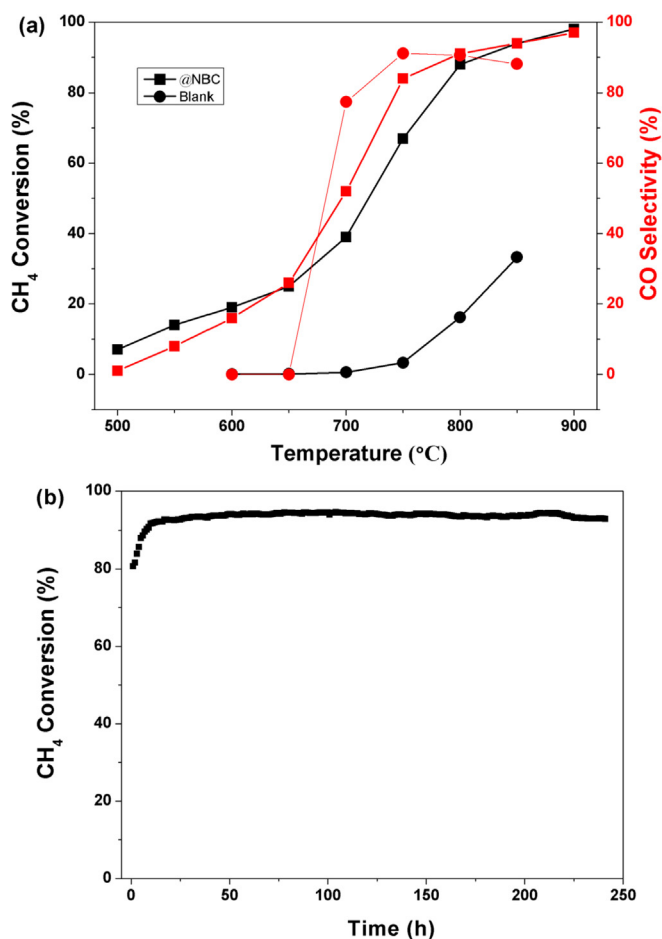 (a)
100
80
60
40
20
0
CH₄ Conversion (%)
@NBC
Blank
100
80
60
40
20
0
CO Selectivity (%)
500 600 700 800 900
Temperature (°C)
(b)
100
80
60
40
20
0
CH₄ Conversion (%)
0 50 100 150 200 250
Time (h)